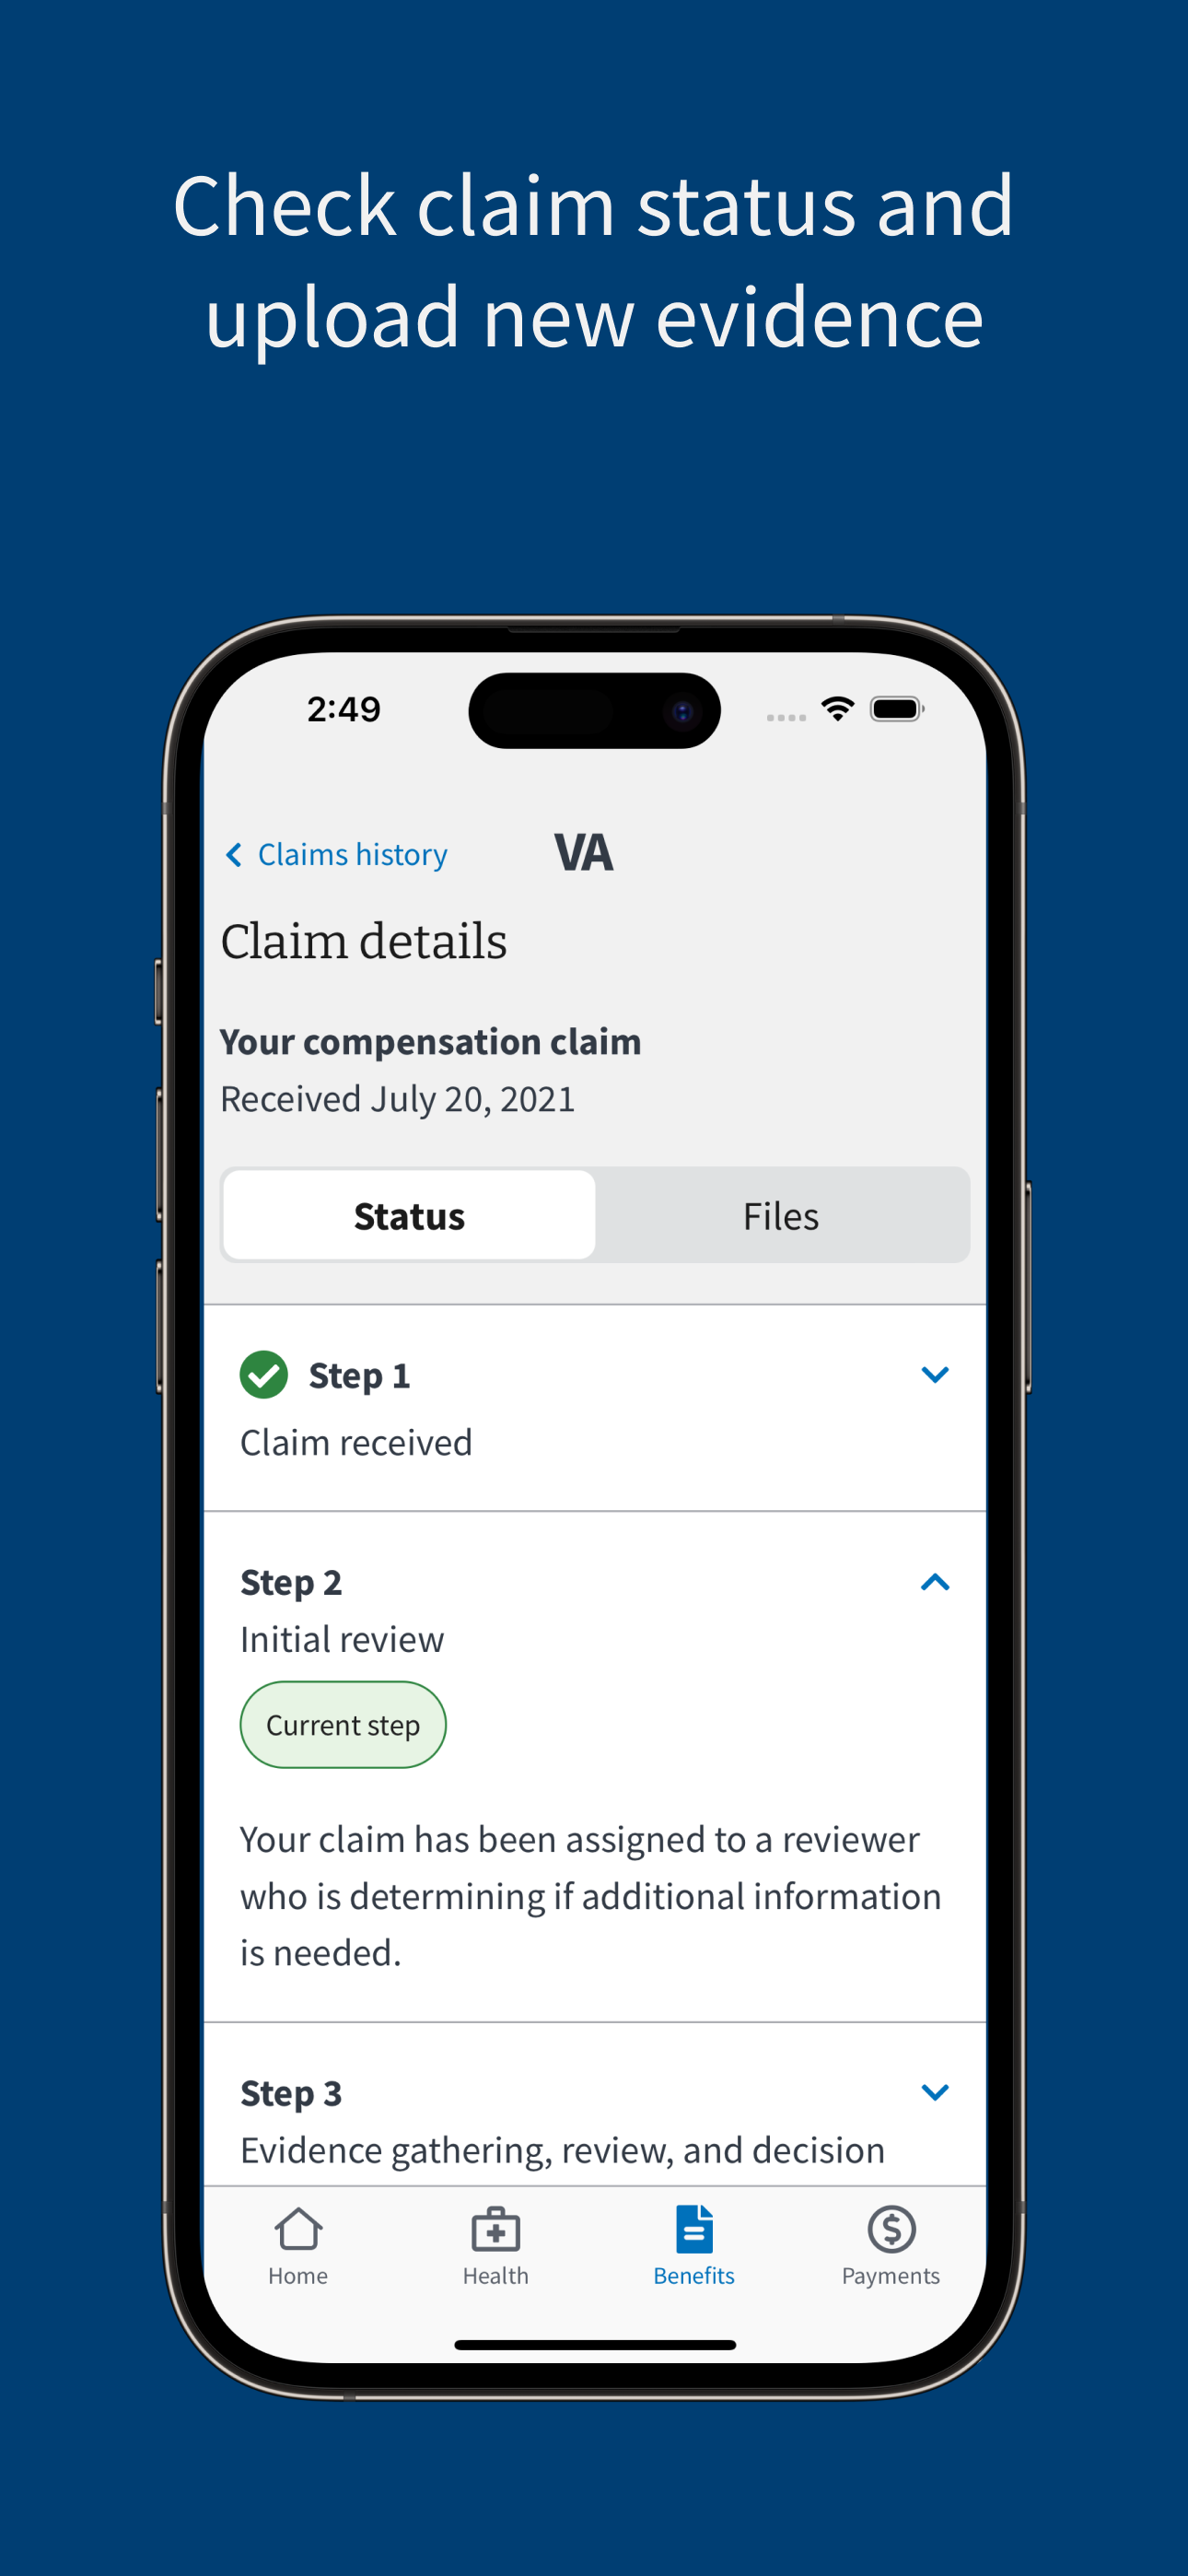 Check claim status and
upload new evidence
2:49
Claims history
VA
Claim details
Your compensation claim
Received July 20, 2021
Status
Files
Step 1
Claim received
Step 2
Initial review
Current step
Your claim has been assigned to a reviewer
who is determining if additional information
is needed.
Step 3
Evidence gathering, review, and decision
Home
Health
Benefits
Payments